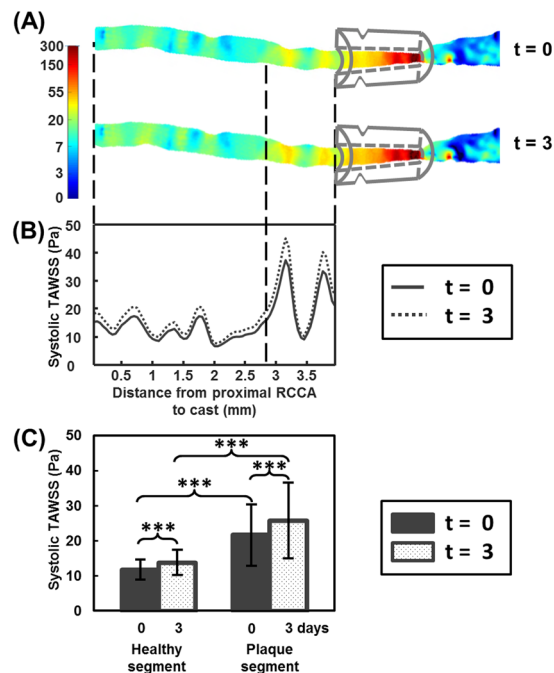 (A)
300
150
55
20
7
3
0
t = 0
t = 3
(B)
Systolic TAWSS (Pa)
50
40
30
20
10
0
0.5 1 1.5 2 2.5 3 3.5
Distance from proximal RCCA
to cast (mm)
t = 0
t = 3
(C)
Systolic TAWSS (Pa)
50
40
30
20
10
0
***
***
***
***
0 3 0 3 days
Healthy
segment
Plaque
segment
t = 0
t = 3